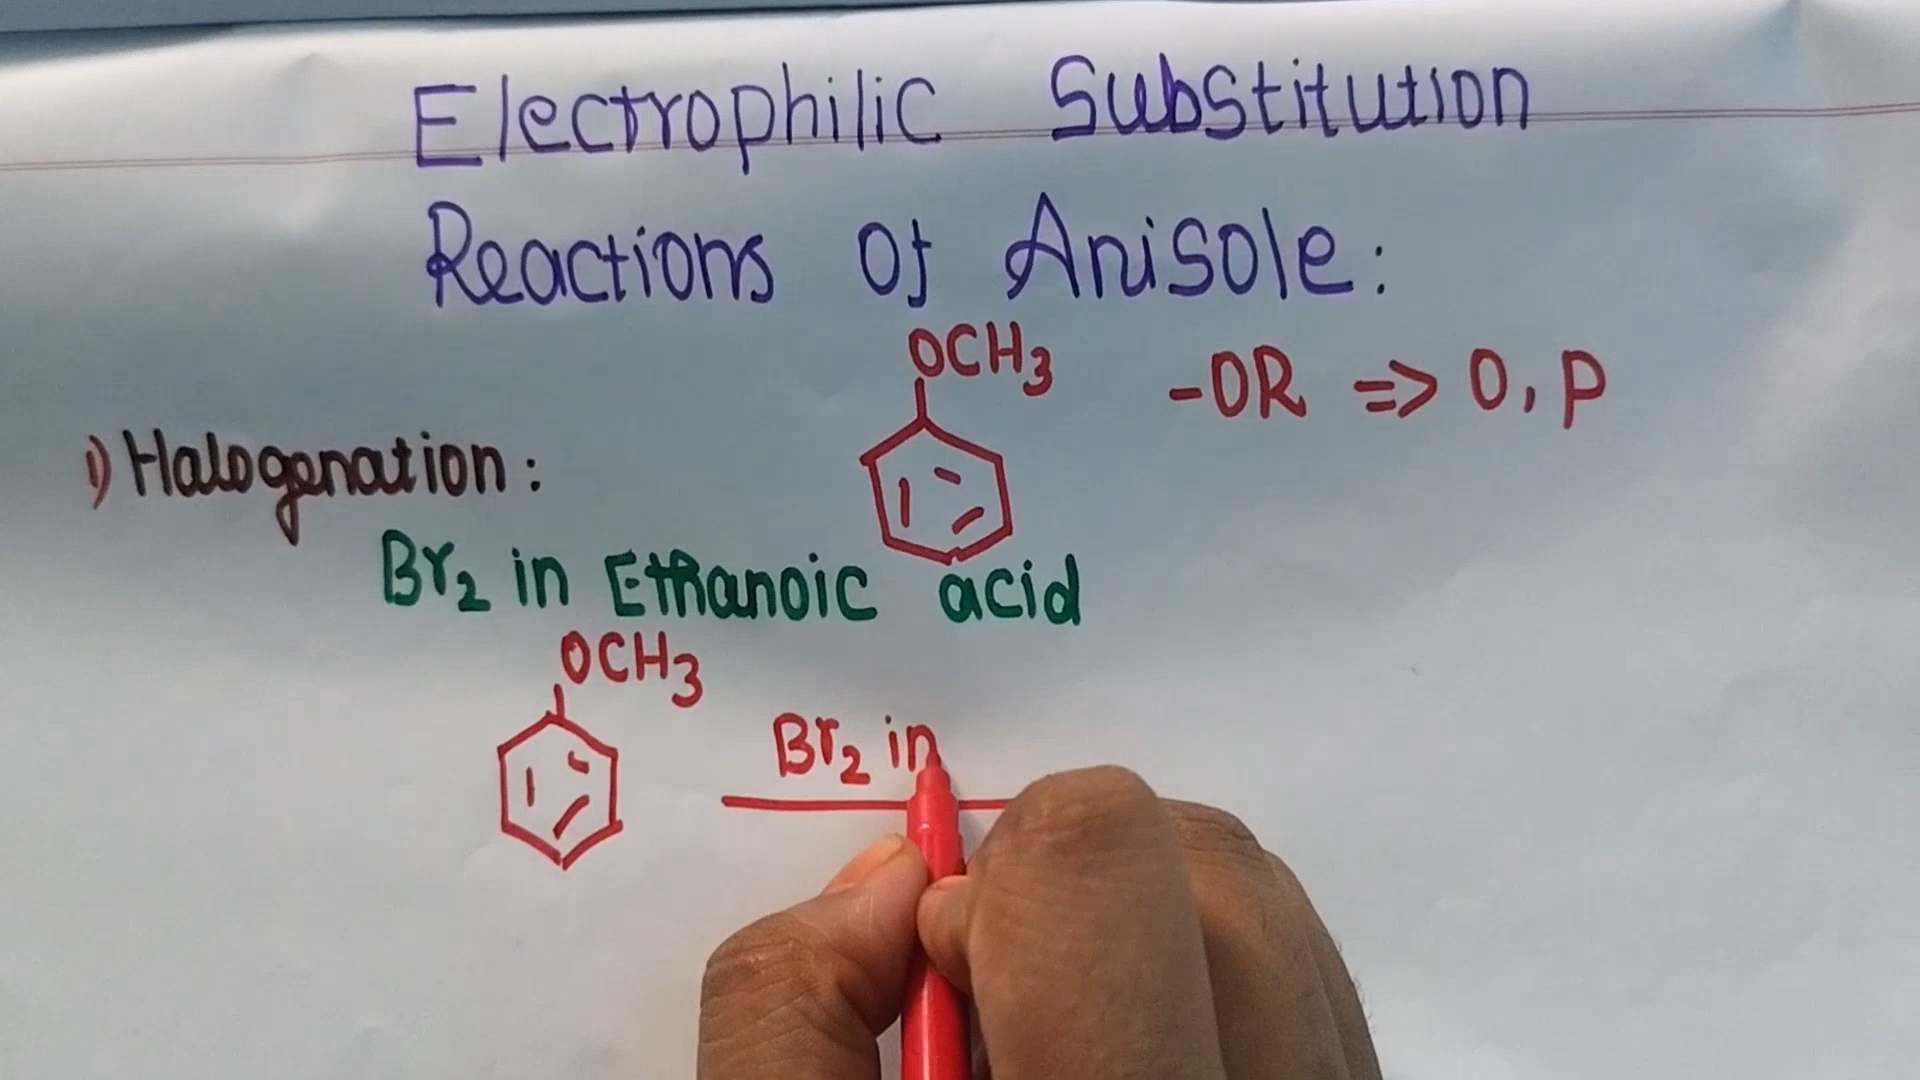 Electrophilic Substitution
Reactions of Anisole:
OCH3 -OR => O, P
1) Halogenation:
Br2 in Ethanoic acid
OCH3
Br2 in